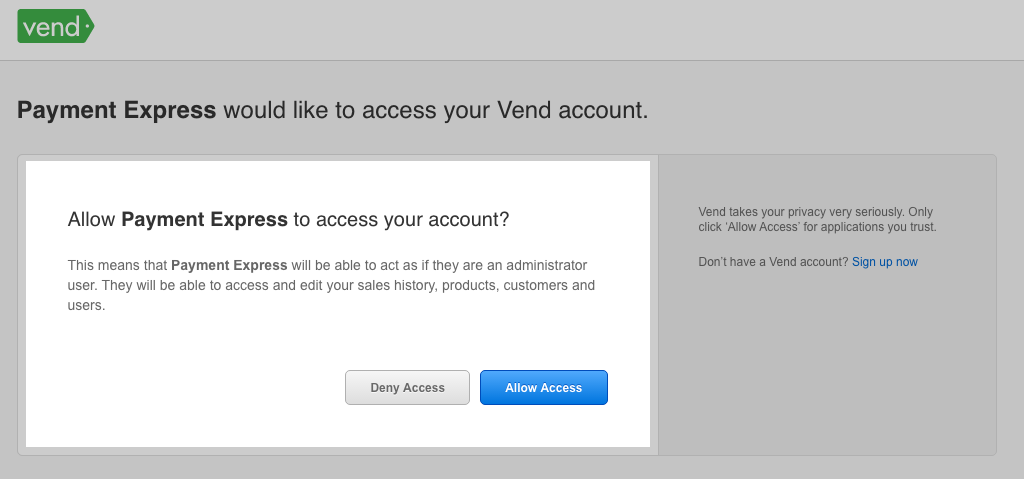 vend
Payment Express would like to access your Vend account.
Allow Payment Express to access your account?
This means that Payment Express will be able to act as if they are an administrator
user. They will be able to access and edit your sales history, products, customers and
users.
Deny Access
Allow Access
Vend takes your privacy very seriously. Only
click ‘Allow Access’ for applications you trust.
Don’t have a Vend account? Sign up now